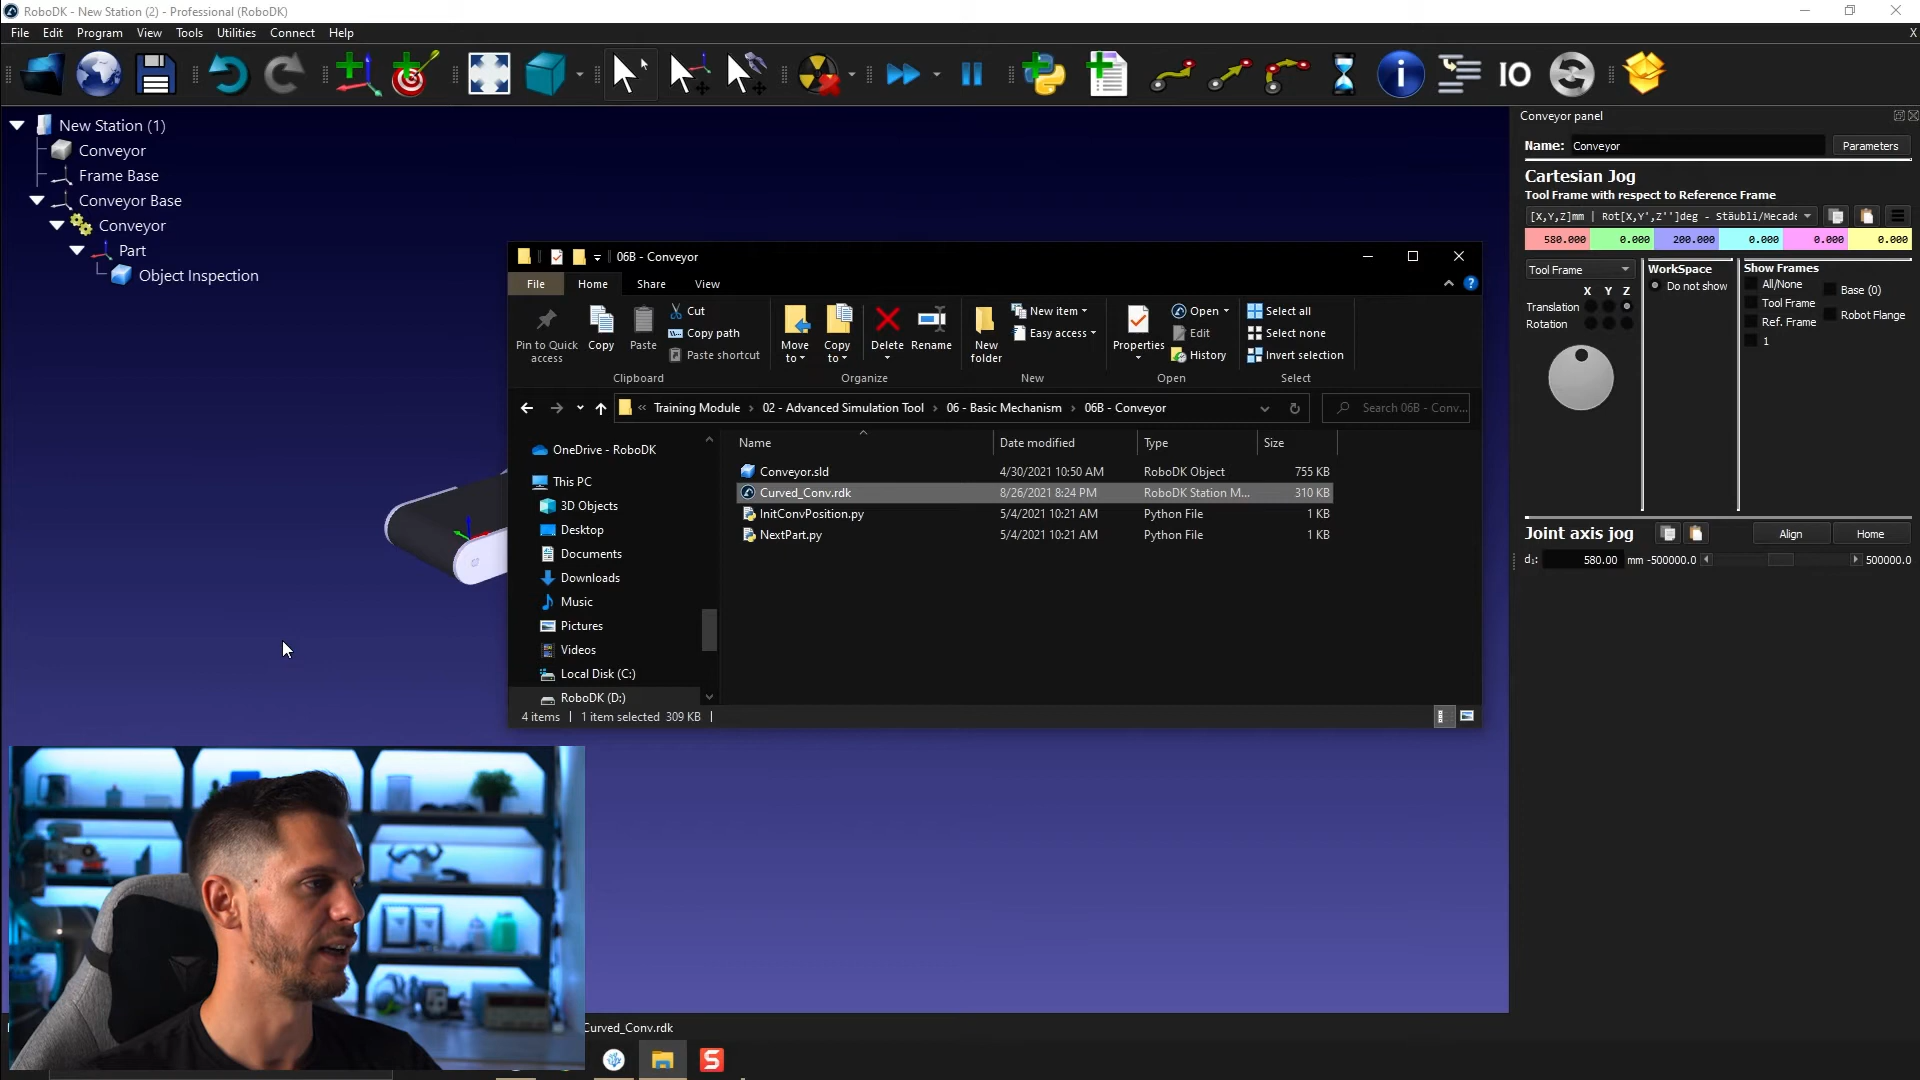 RoboDK - New Station (2) - Professional (RoboDK)
File Edit Program View Tools Utilities Connect Help
X
IO
New Station (1)
Conveyor
Frame Base
Conveyor Base
Conveyor
Part
Object Inspection
06B - Conveyor
File Home Share View
Pin to Quick access
Copy
Paste
Cut
Copy path
Paste shortcut
Clipboard
Move to
Copy to
Delete
Rename
Organize
New folder
New item
Easy access
New
Properties
Open
Edit
History
Open
Select all
Select none
Invert selection
Select
« Training Module › 02 - Advanced Simulation Tool › 06 - Basic Mechanism › 06B - Conveyor
Search 06B - Conv...
OneDrive - RoboDK
This PC
3D Objects
Desktop
Documents
Downloads
Music
Pictures
Videos
Local Disk (C:)
RoboDK (D:)
Name Date modified Type Size
Conveyor.sld 4/30/2021 10:50 AM RoboDK Object 755 KB
Curved_Conv.rdk 8/26/2021 8:24 PM RoboDK Station M... 310 KB
InitConvPosition.py 5/4/2021 10:21 AM Python File 1 KB
NextPart.py 5/4/2021 10:21 AM Python File 1 KB
4 items | 1 item selected 309 KB |
Conveyor panel
Name: Conveyor Parameters
Cartesian Jog
Tool Frame with respect to Reference Frame
[X,Y,Z]mm | Rot[X,Y',Z'']deg - Stäubli/Mecade
580.000 0.000 200.000 0.000 0.000 0.000
Tool Frame
X Y Z
Translation
Rotation
WorkSpace
Do not show
Show Frames
All/None
Base (0)
Tool Frame
Robot Flange
Ref. Frame
1
Joint axis jog Align Home
d₁: 580.00 mm -500000.0 500000.0
Curved_Conv.rdk
S